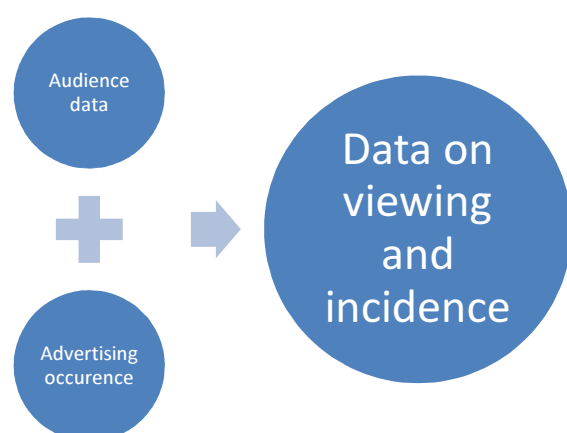 Audience
data
Advertising
occurence
Data on
viewing
and
incidence